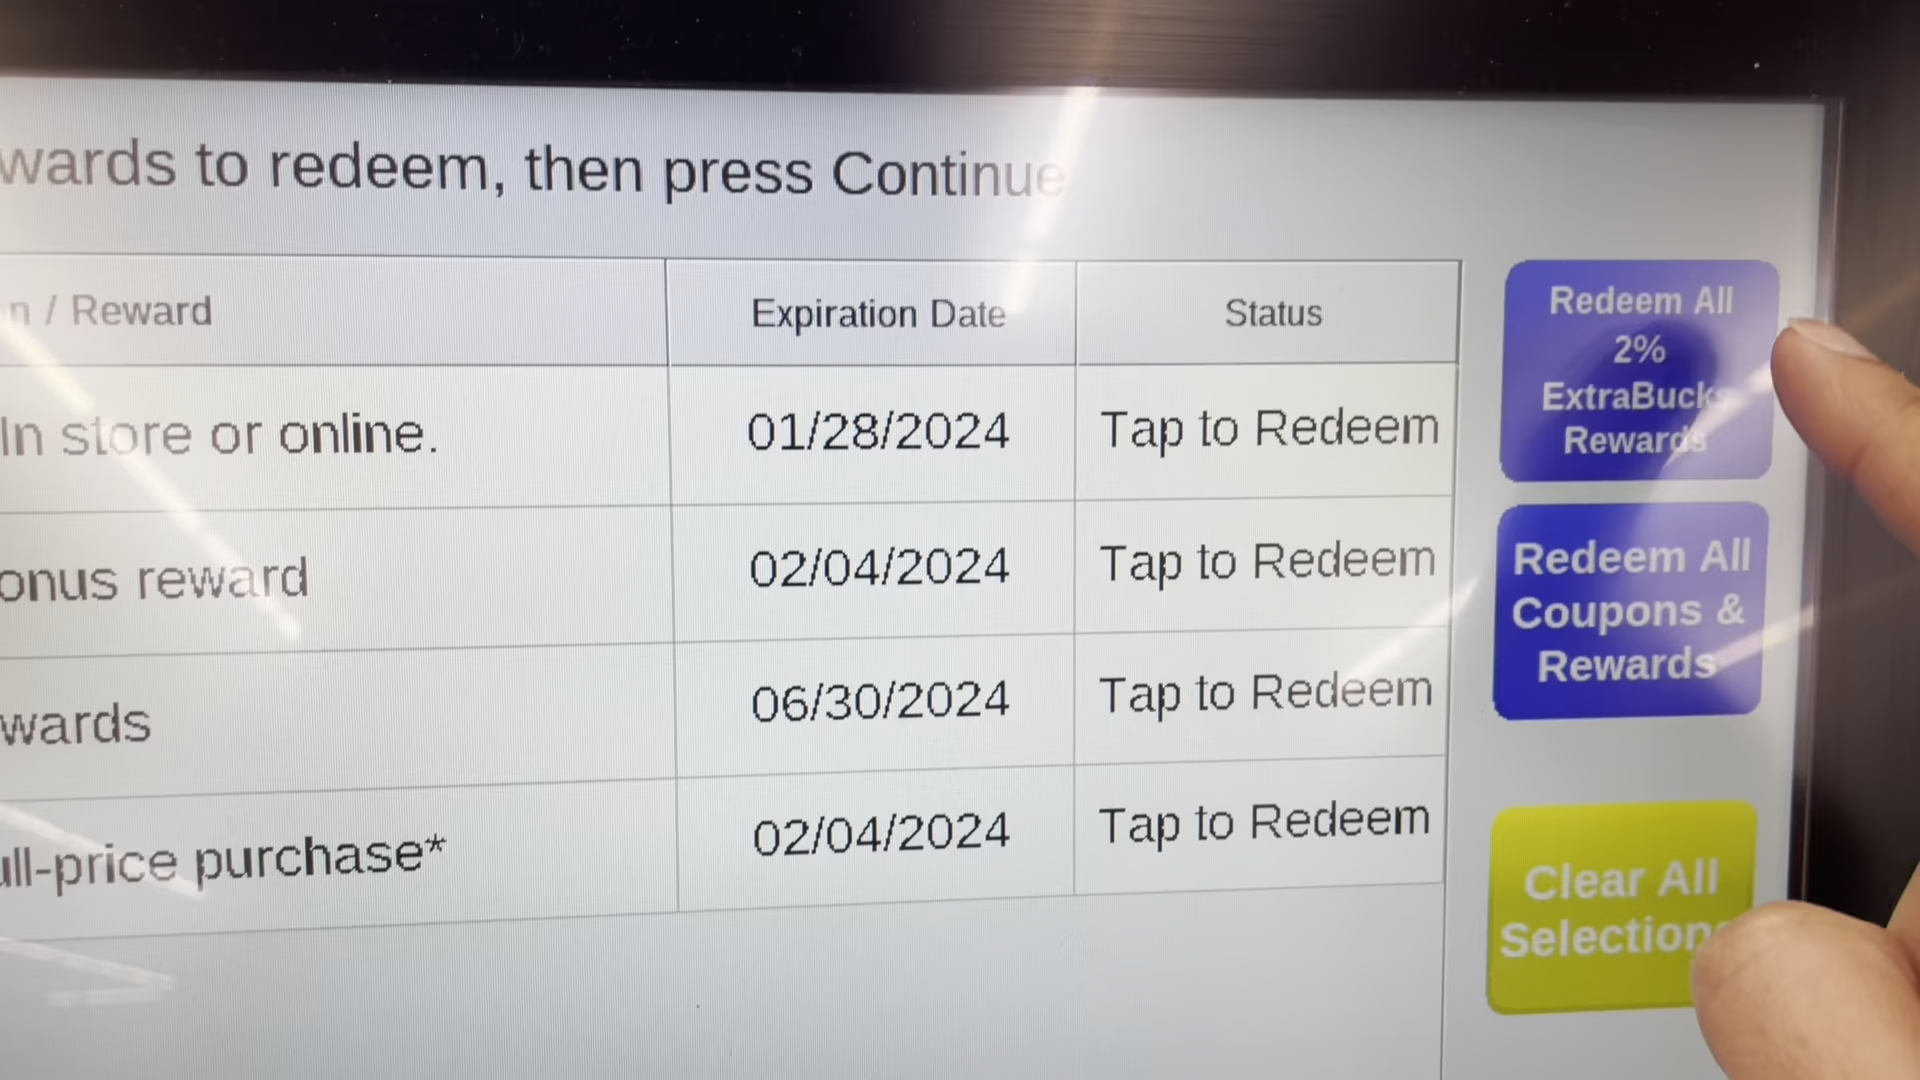 wards to redeem, then press Continue
n / Reward Expiration Date Status
In store or online. 01/28/2024 Tap to Redeem
onus reward 02/04/2024 Tap to Redeem
wards 06/30/2024 Tap to Redeem
ull-price purchase* 02/04/2024 Tap to Redeem
Redeem All
2%
ExtraBucks
Rewards
Redeem All
Coupons &
Rewards
Clear All
Selections